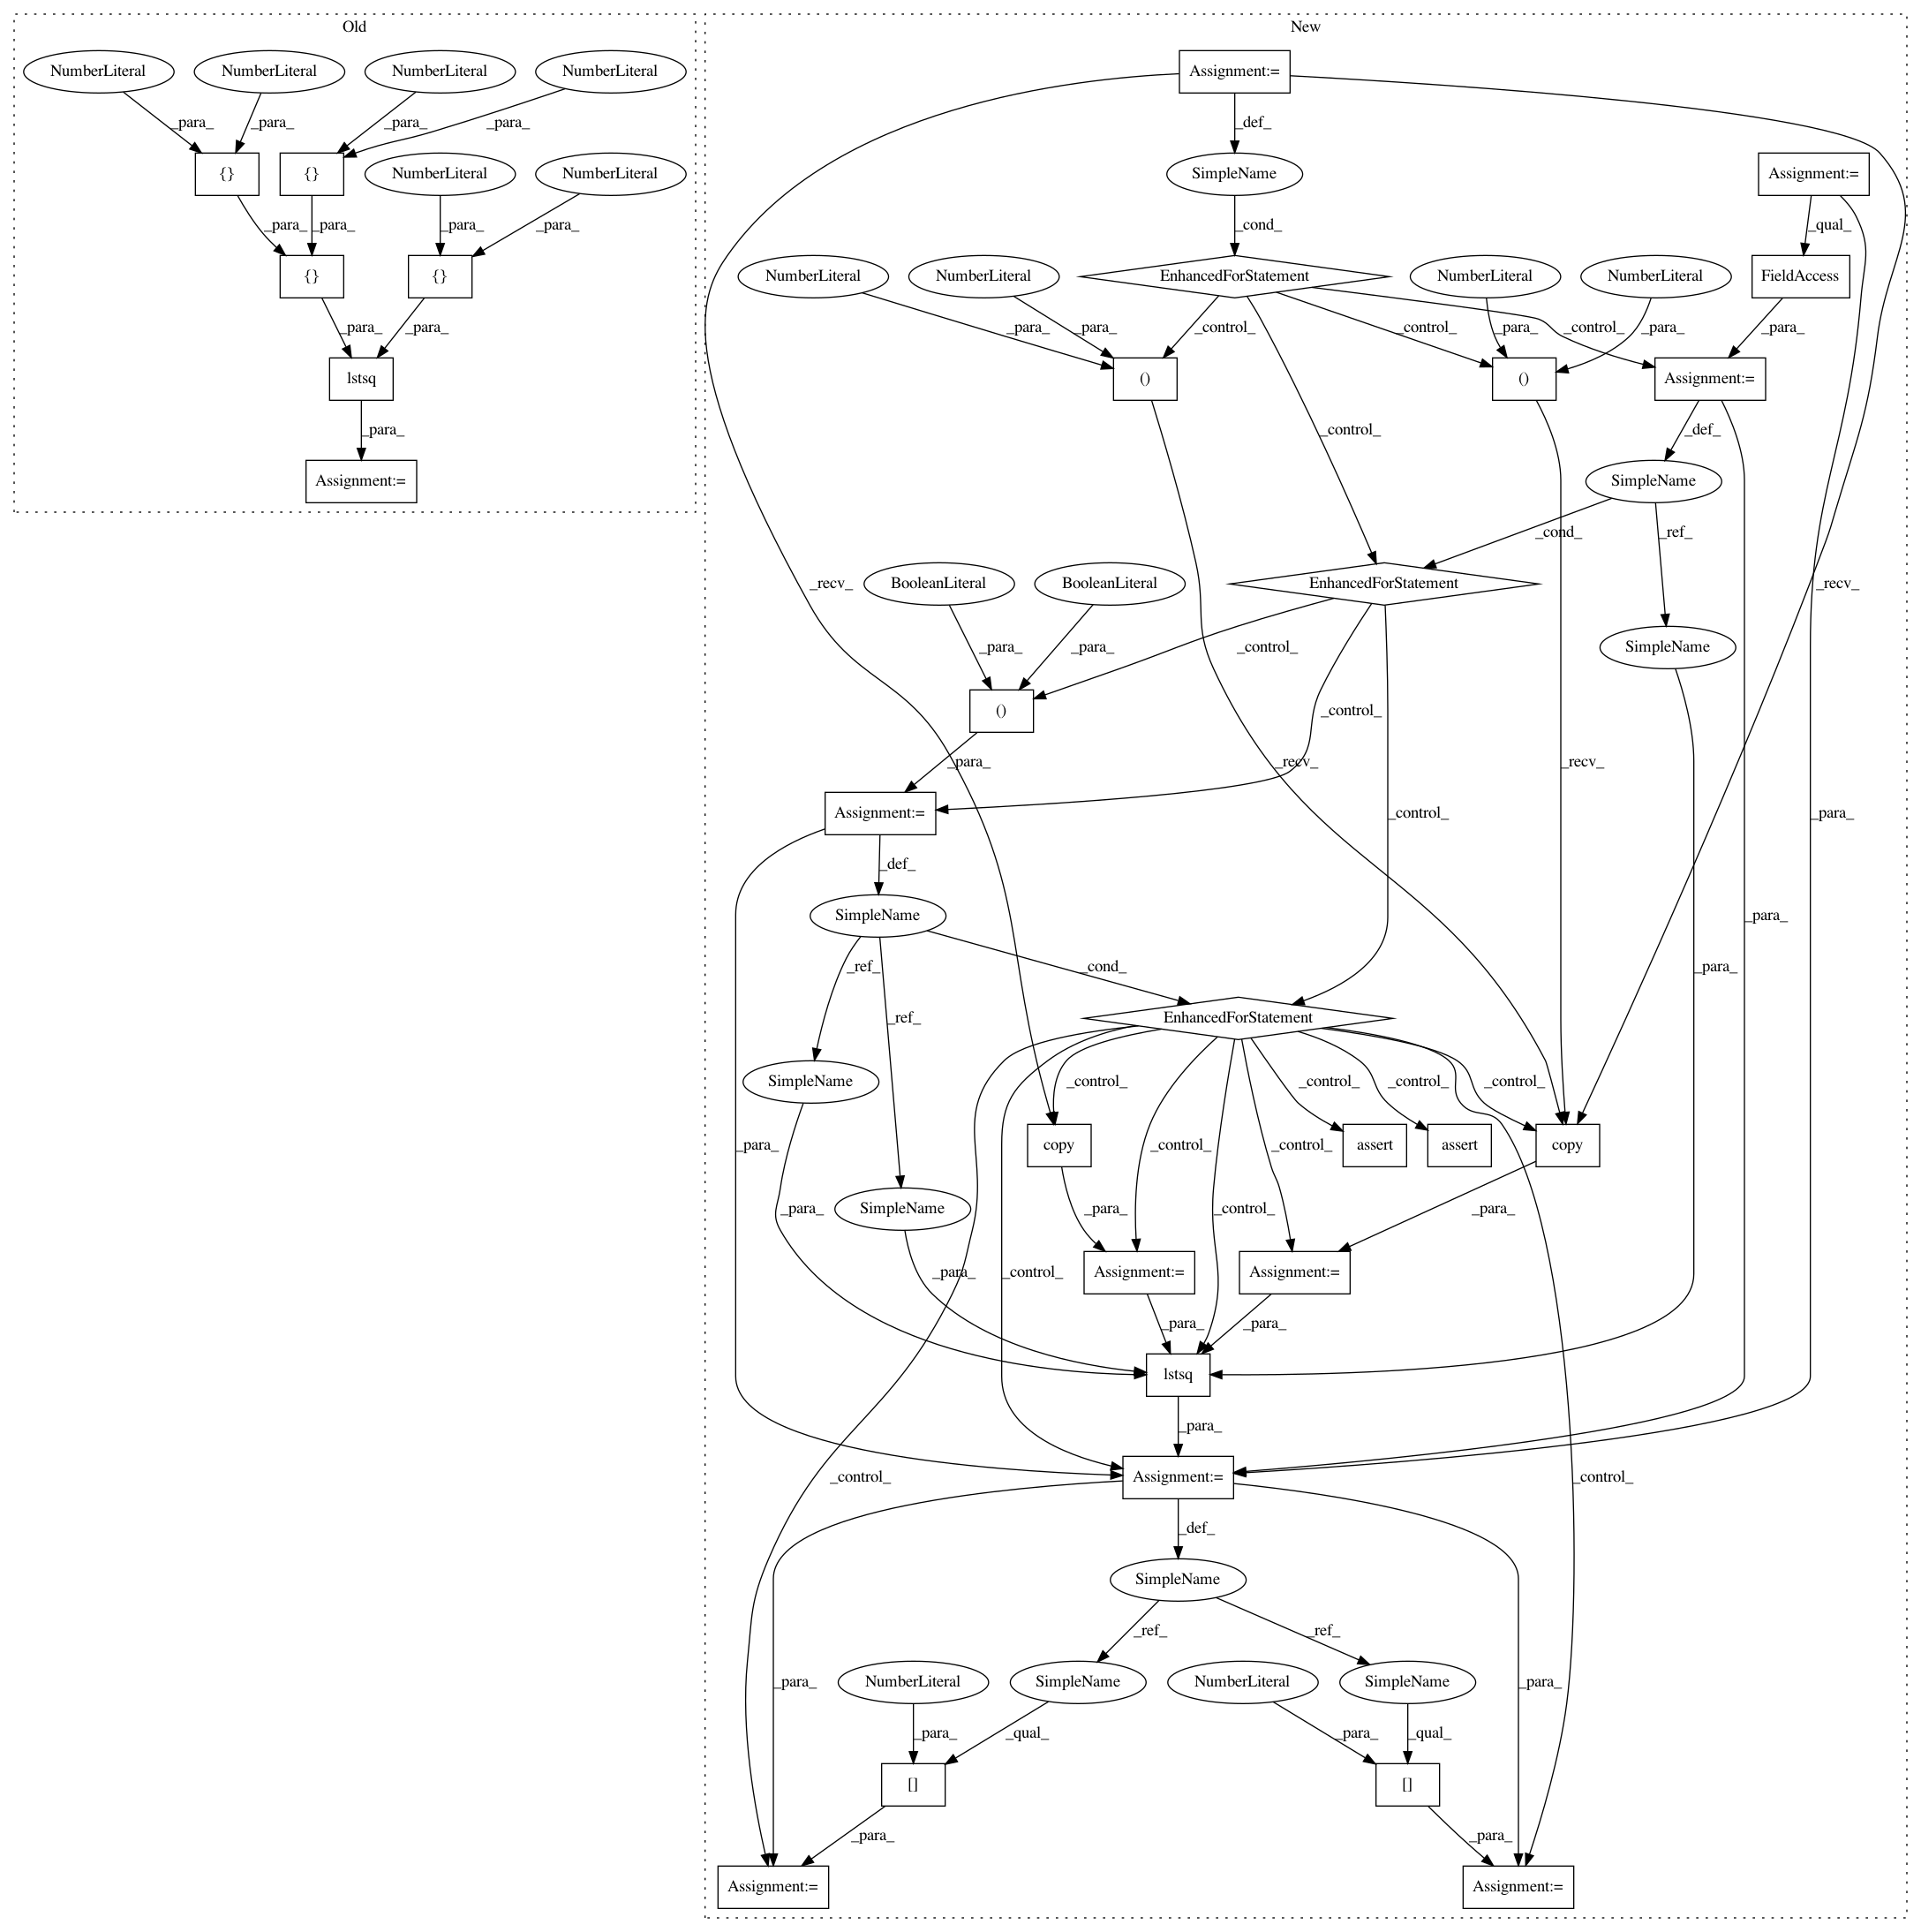 Old
New
NumberLiteral NumberLiteral NumberLiteral NumberLiteral
Assignment:=
_para_ _para_ _para_ _para_
_def_
{} {} NumberLiteral NumberLiteral
SimpleName
Assignment:=
_para_ _para_ _para_ _para_
_cond_
_qual_
{} {}
NumberLiteral NumberLiteral EnhancedForStatement NumberLiteral NumberLiteral FieldAccess
_para_ _para_
_para_ _para_ _control_ _control_ _para_ _control_ _para_ _para_
lstsq
() () Assignment:=
_para_
_control_ _def_
Assignment:=
SimpleName
_cond_ _ref_
_recv_ BooleanLiteral BooleanLiteral EnhancedForStatement _recv_
_para_ _para_ _control_ SimpleName
()
_control_
_para_ _recv_ _recv_
Assignment:= _control_ _para_
_def_
SimpleName _para_
_ref_ _cond_ _para_
_ref_ EnhancedForStatement
SimpleName _control_ _control_ _control_ _control_
_para_ copy _control_ _control_ assert assert copy
_para_ SimpleName _para_ _control_ _para_
_para_ _control_ Assignment:= Assignment:=
_para_ _para_
lstsq
_para_
_control_ Assignment:= _control_
_def_
SimpleName
_ref_ _ref_
_para_ NumberLiteral SimpleName NumberLiteral SimpleName _para_
_para_ _qual_ _para_ _qual_
[] []
_para_ _para_
Assignment:= Assignment:=